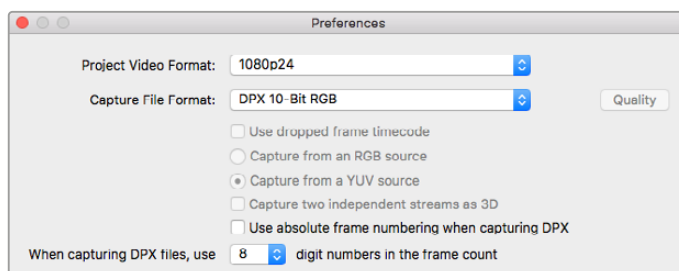 Preferences
Project Video Format: 1080p24
Capture File Format: DPX 10-Bit RGB Quality
Use dropped frame timecode
Capture from an RGB source
Capture from a YUV source
Capture two independent streams as 3D
Use absolute frame numbering when capturing DPX
When capturing DPX files, use 8 digit numbers in the frame count